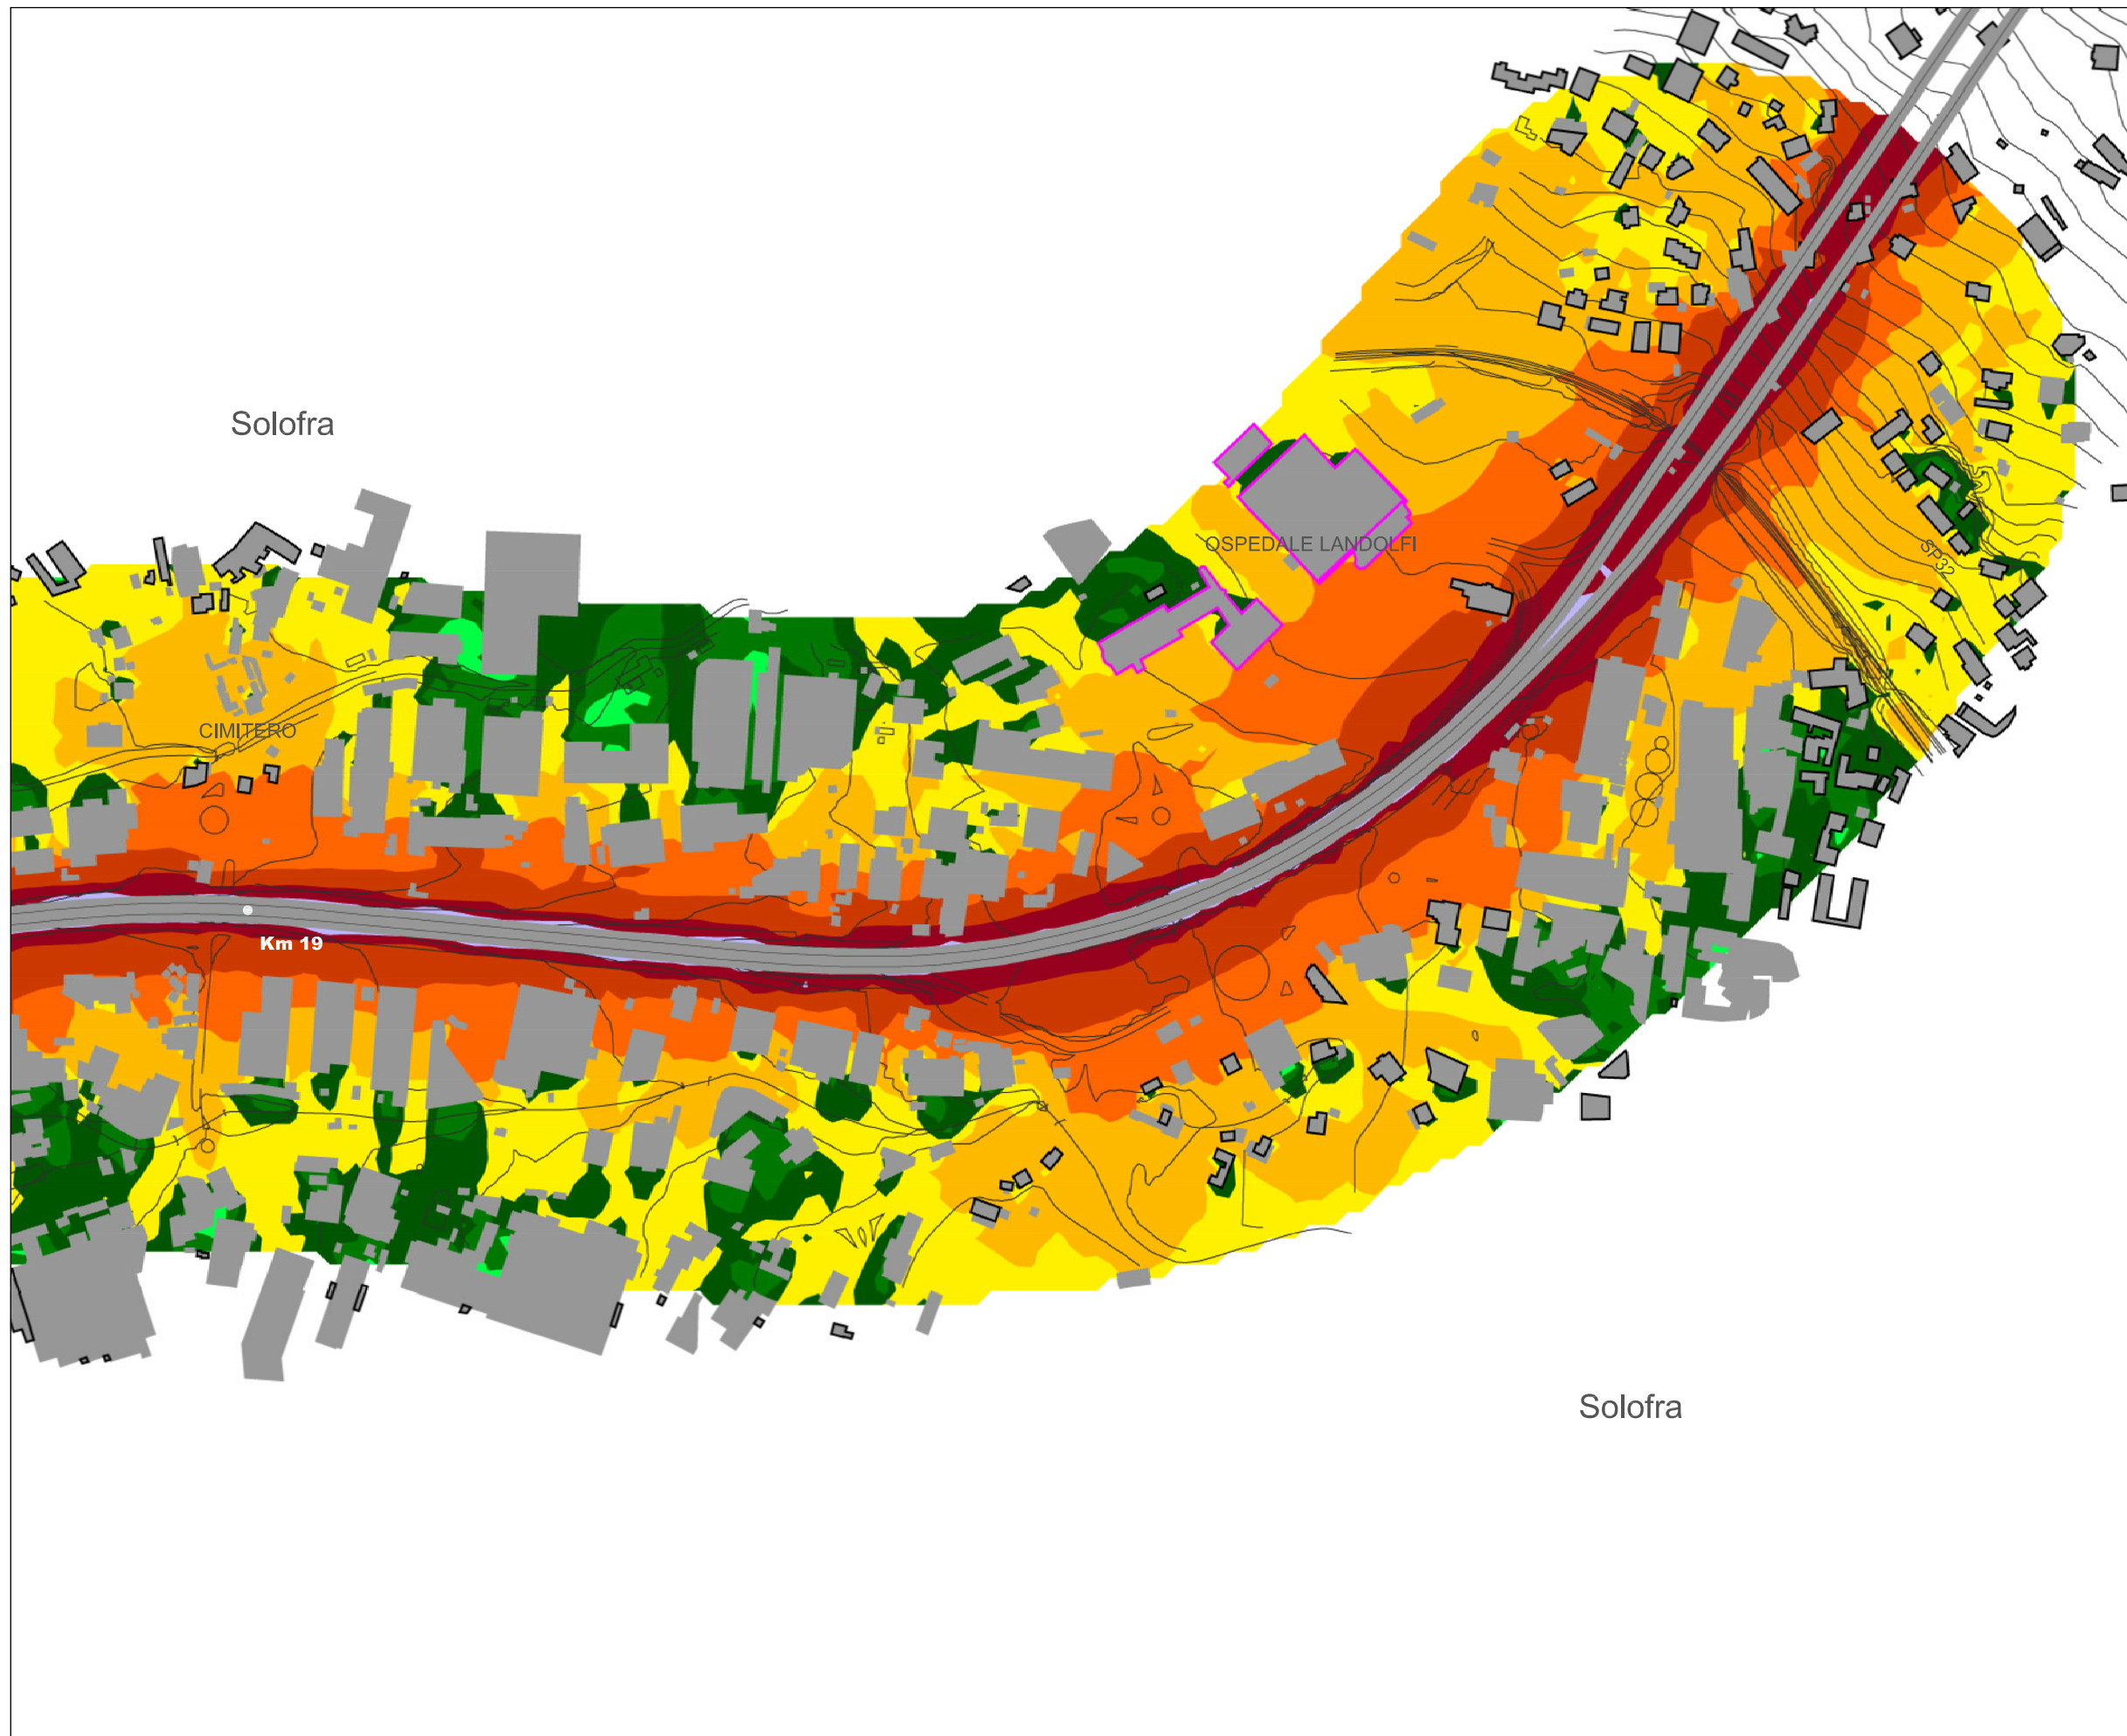 Solofra
OSPEDALE LANDOLFI
SP32
CIMITERO
Km 19
Solofra